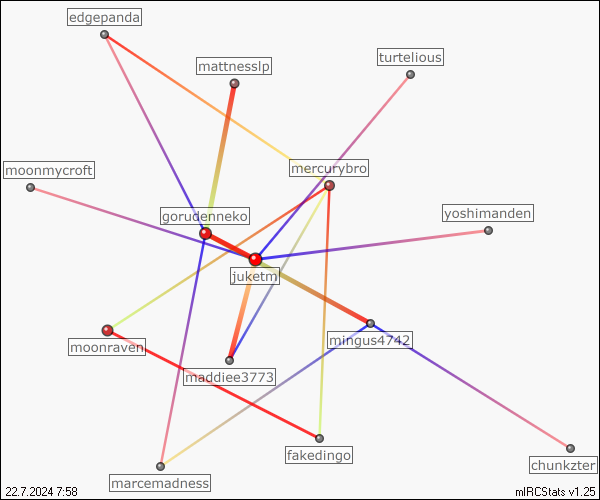 edgepanda
mattnesslp
turtelious
moonmycroft
mercurybro
gorudenneko
yoshimanden
juketm
mingus4742
moonraven
maddiee3773
fakedingo
chunkzter
marcemadness
22.7.2024 7:58
mIRCStats v1.25